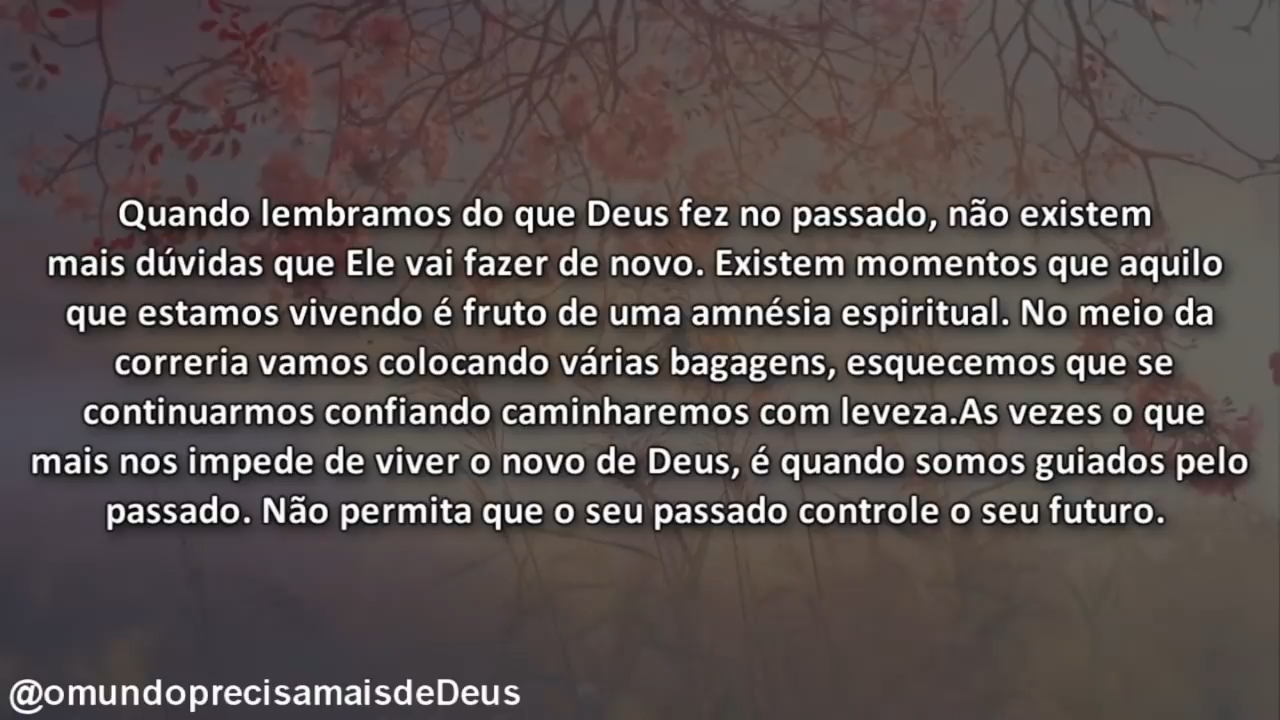 Quando lembramos do que Deus fez no passado, não existem
mais dúvidas que Ele vai fazer de novo. Existem momentos que aquilo
que estamos vivendo é fruto de uma amnésia espiritual. No meio da
correria vamos colocando várias bagagens, esquecemos que se
continuarmos confiando caminharemos com leveza.As vezes o que
mais nos impede de viver o novo de Deus, é quando somos guiados pelo
passado. Não permita que o seu passado controle o seu futuro.
@omundoprecisamaisdeDeus